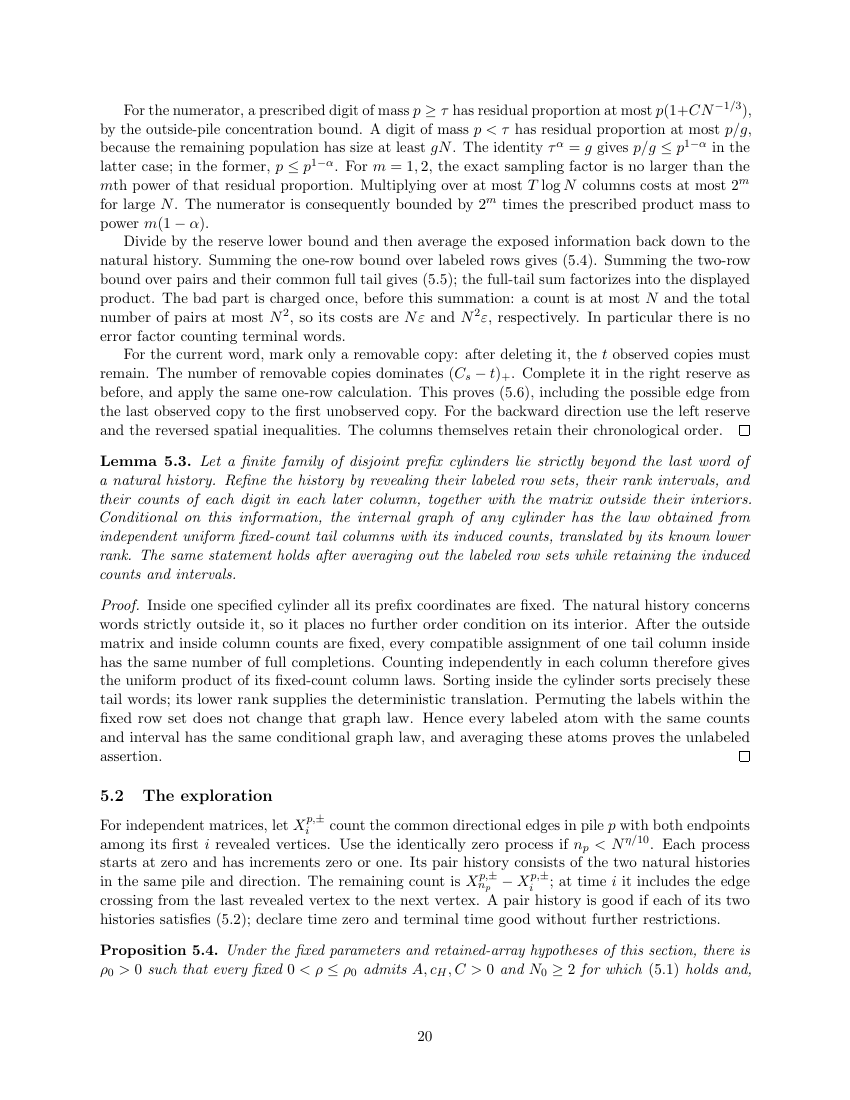 For the numerator, a prescribed digit of mass p ≥ τ has residual proportion at most p(1+CN^{−1/3}),
by the outside-pile concentration bound. A digit of mass p < τ has residual proportion at most p/g,
because the remaining population has size at least gN. The identity τ^α = g gives p/g ≤ p^{1−α} in the
latter case; in the former, p ≤ p^{1−α}. For m = 1, 2, the exact sampling factor is no larger than the
mth power of that residual proportion. Multiplying over at most T log N columns costs at most 2^m
for large N. The numerator is consequently bounded by 2^m times the prescribed product mass to
power m(1 − α).
Divide by the reserve lower bound and then average the exposed information back down to the
natural history. Summing the one-row bound over labeled rows gives (5.4). Summing the two-row
bound over pairs and their common full tail gives (5.5); the full-tail sum factorizes into the displayed
product. The bad part is charged once, before this summation: a count is at most N and the total
number of pairs at most N^2, so its costs are Nε and N^2ε, respectively. In particular there is no
error factor counting terminal words.
For the current word, mark only a removable copy: after deleting it, the t observed copies must
remain. The number of removable copies dominates (C_s − t)_+. Complete it in the right reserve as
before, and apply the same one-row calculation. This proves (5.6), including the possible edge from
the last observed copy to the first unobserved copy. For the backward direction use the left reserve
and the reversed spatial inequalities. The columns themselves retain their chronological order. □
Lemma 5.3. Let a finite family of disjoint prefix cylinders lie strictly beyond the last word of
a natural history. Refine the history by revealing their labeled row sets, their rank intervals, and
their counts of each digit in each later column, together with the matrix outside their interiors.
Conditional on this information, the internal graph of any cylinder has the law obtained from
independent uniform fixed-count tail columns with its induced counts, translated by its known lower
rank. The same statement holds after averaging out the labeled row sets while retaining the induced
counts and intervals.
Proof. Inside one specified cylinder all its prefix coordinates are fixed. The natural history concerns
words strictly outside it, so it places no further order condition on its interior. After the outside
matrix and inside column counts are fixed, every compatible assignment of one tail column inside
has the same number of full completions. Counting independently in each column therefore gives
the uniform product of its fixed-count column laws. Sorting inside the cylinder sorts precisely these
tail words; its lower rank supplies the deterministic translation. Permuting the labels within the
fixed row set does not change that graph law. Hence every labeled atom with the same counts
and interval has the same conditional graph law, and averaging these atoms proves the unlabeled
assertion. □
5.2 The exploration
For independent matrices, let X_i^{p,±} count the common directional edges in pile p with both endpoints
among its first i revealed vertices. Use the identically zero process if n_p < N^{η/10}. Each process
starts at zero and has increments zero or one. Its pair history consists of the two natural histories
in the same pile and direction. The remaining count is X_{n_p}^{p,±} − X_i^{p,±}; at time i it includes the edge
crossing from the last revealed vertex to the next vertex. A pair history is good if each of its two
histories satisfies (5.2); declare time zero and terminal time good without further restrictions.
Proposition 5.4. Under the fixed parameters and retained-array hypotheses of this section, there is
ρ_0 > 0 such that every fixed 0 < ρ ≤ ρ_0 admits A, c_H, C > 0 and N_0 ≥ 2 for which (5.1) holds and,
20